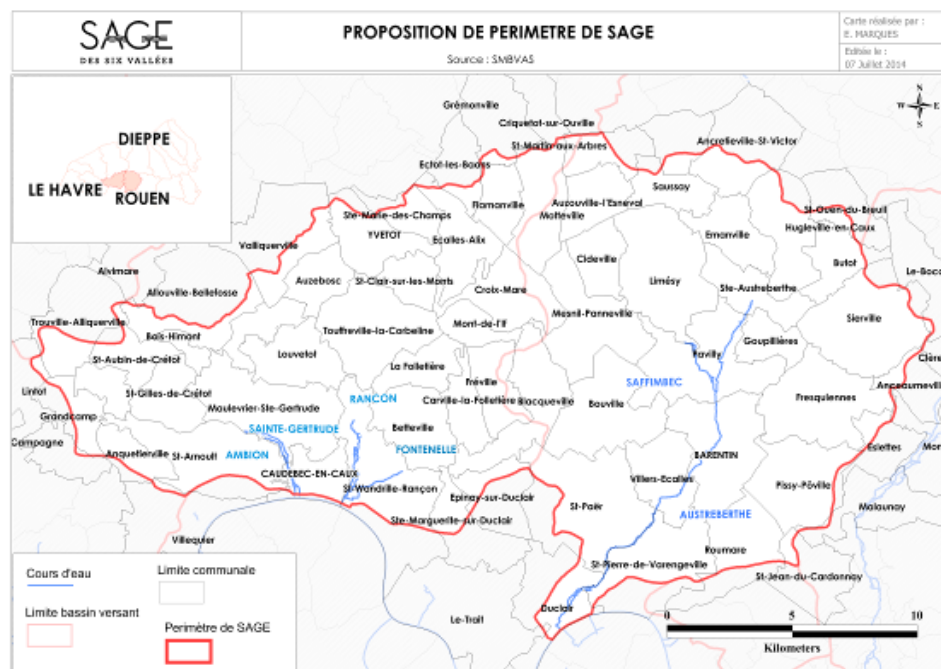 SAGE
DES SIX VALLÉES
PROPOSITION DE PERIMETRE DE SAGE
Source : SMBVAS
Carte réalisée par :
E. MARQUES
Editée le :
07 Juillet 2014
DIEPPE
LE HAVRE
ROUEN
N
W E
S
Grémonville
Criquetot-sur-Ouville
St-Martin-aux-Arbres
Ancretieville-St-Victor
Ectot-les-Baons
Saussay
Flamanville
Auzouville-l'Esneval
Motteville
St-Ouen-du-Breuil
Hugleville-en-Caux
Ste-Marie-des-Champs
YVETOT
Ecalles-Alix
Emanville
Valliquerville
Cideville
Butot
Alvimare
Auzebosc
St-Clair-sur-les-Monts
Limésy
Le-Boca
Allouville-Bellefosse
Croix-Mare
Ste-Austreberthe
Trouville-Alliquerville
Bois-Himont
Touffreville-la-Corbeline
Mont-de-l'If
Mesnil-Panneville
Sierville
Goupillières
St-Aubin-de-Crétot
Louvetot
La Folletière
Pavilly
Clère
Lintot
St-Gilles-de-Crétot
Fréville
SAFFIMBEC
Anceaumeville
RANCON
Carville-la-Folletière
Blacqueville
Bouville
Fresquiennes
Grandcamp
Maulevrier-Ste-Gertrude
SAINTE-GERTRUDE
Betteville
Campagne
Anquetierville
St-Arnoult
AMBION
FONTENELLE
BARENTIN
Eslettes
Mon
CAUDEBEC-EN-CAUX
St-Wandrille-Rançon
Villers-Ecalles
Pissy-Pôville
Epinay-sur-Duclair
St-Paër
AUSTREBERTHE
Malaunay
Ste-Marguerite-sur-Duclair
Villequier
Roumare
St-Pierre-de-Varengeville
St-Jean-du-Cardonnay
Duclair
Le-Trait
Cours d'eau
Limite communale
Limite bassin versant
Perimètre de SAGE
0 5 10
Kilometers